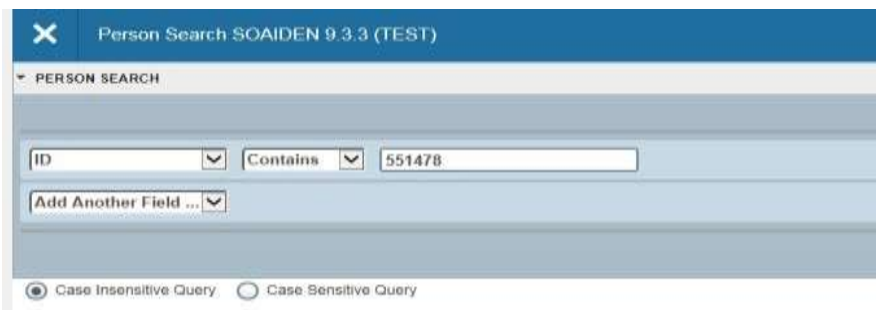 Person Search SOAIDEN 9.3.3 (TEST)
PERSON SEARCH
ID Contains 551478
Add Another Field ...
Case Insensitive Query Case Sensitive Query